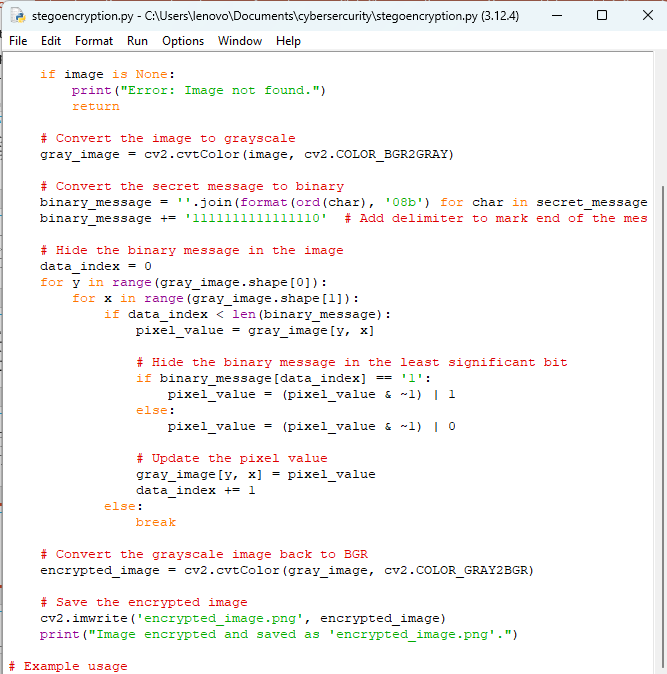 stegoencryption.py - C:\Users\lenovo\Documents\cybersercurity\stegoencryption.py (3.12.4)
File Edit Format Run Options Window Help
if image is None:
print("Error: Image not found.")
return
# Convert the image to grayscale
gray_image = cv2.cvtColor(image, cv2.COLOR_BGR2GRAY)
# Convert the secret message to binary
binary_message = ''.join(format(ord(char), '08b') for char in secret_message
binary_message += '1111111111111110'  # Add delimiter to mark end of the mes
# Hide the binary message in the image
data_index = 0
for y in range(gray_image.shape[0]):
for x in range(gray_image.shape[1]):
if data_index < len(binary_message):
pixel_value = gray_image[y, x]
# Hide the binary message in the least significant bit
if binary_message[data_index] == '1':
pixel_value = (pixel_value & ~1) | 1
else:
pixel_value = (pixel_value & ~1) | 0
# Update the pixel value
gray_image[y, x] = pixel_value
data_index += 1
else:
break
# Convert the grayscale image back to BGR
encrypted_image = cv2.cvtColor(gray_image, cv2.COLOR_GRAY2BGR)
# Save the encrypted image
cv2.imwrite('encrypted_image.png', encrypted_image)
print("Image encrypted and saved as 'encrypted_image.png'.")
# Example usage